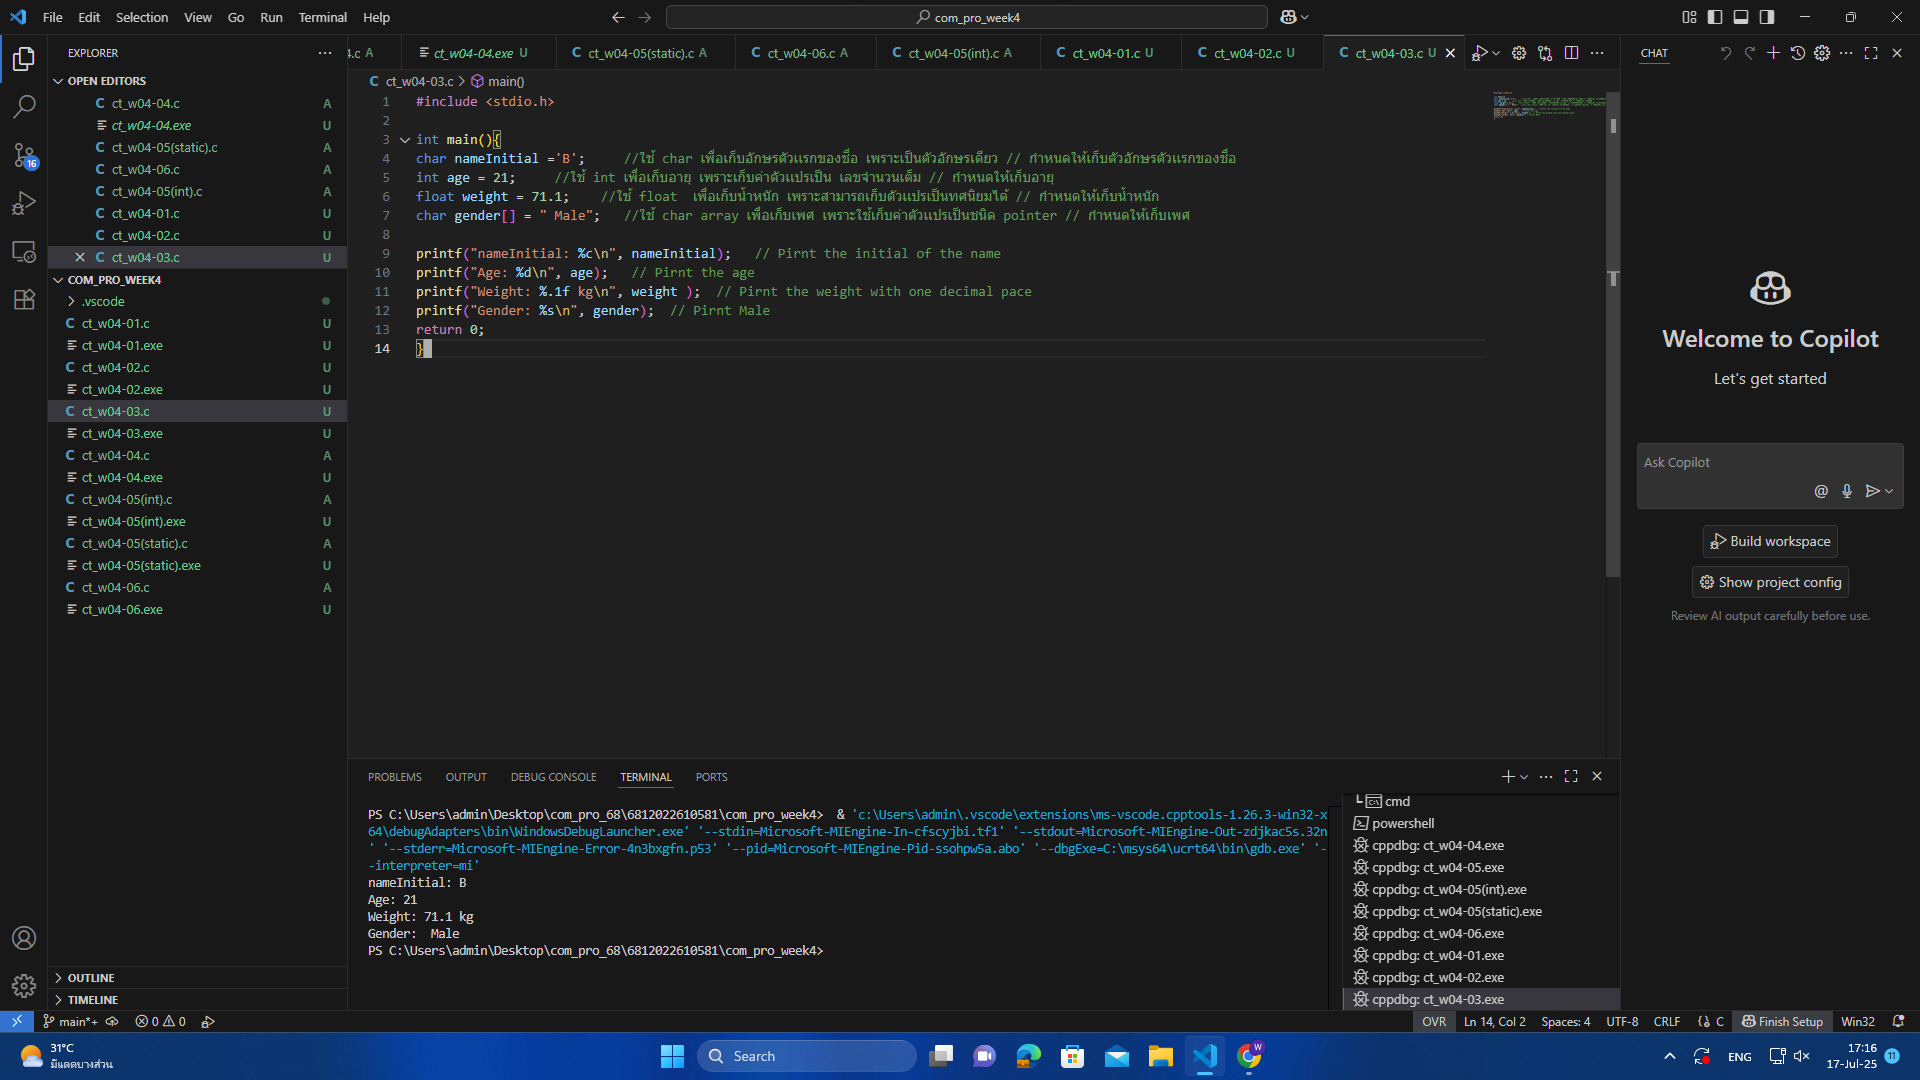 File Edit Selection View Go Run Terminal Help
com_pro_week4
EXPLORER
OPEN EDITORS
ct_w04-04.c A
ct_w04-04.exe U
ct_w04-05(static).c A
ct_w04-06.c A
ct_w04-05(int).c A
ct_w04-01.c U
ct_w04-02.c U
ct_w04-03.c U
COM_PRO_WEEK4
.vscode
ct_w04-01.c U
ct_w04-01.exe U
ct_w04-02.c U
ct_w04-02.exe U
ct_w04-03.c U
ct_w04-03.exe U
ct_w04-04.c A
ct_w04-04.exe U
ct_w04-05(int).c A
ct_w04-05(int).exe U
ct_w04-05(static).c A
ct_w04-05(static).exe U
ct_w04-06.c A
ct_w04-06.exe U
OUTLINE
TIMELINE
16
4.c A ct_w04-04.exe U C ct_w04-05(static).c A C ct_w04-06.c A C ct_w04-05(int).c A C ct_w04-01.c U C ct_w04-02.c U C ct_w04-03.c U
C ct_w04-03.c > main()
1 #include <stdio.h>
2
3 int main(){
4 char nameInitial ='B'; //ใช้ char เพื่อเก็บอักษรตัวแรกของชื่อ เพราะเป็นตัวอักษรเดียว // กำหนดให้เก็บตัวอักษรตัวแรกของชื่อ
5 int age = 21; //ใช้ int เพื่อเก็บอายุ เพราะเก็บค่าตัวแปรเป็น เลขจำนวนเต็ม // กำหนดให้เก็บอายุ
6 float weight = 71.1; //ใช้ float เพื่อเก็บน้ำหนัก เพราะสามารถเก็บตัวแปรเป็นทศนิยมได้ // กำหนดให้เก็บน้ำหนัก
7 char gender[] = " Male"; //ใช้ char array เพื่อเก็บเพศ เพราะใช้เก็บค่าตัวแปรเป็นชนิด pointer // กำหนดให้เก็บเพศ
8
9 printf("nameInitial: %c\n", nameInitial); // Pirnt the initial of the name
10 printf("Age: %d\n", age); // Pirnt the age
11 printf("Weight: %.1f kg\n", weight ); // Pirnt the weight with one decimal pace
12 printf("Gender: %s\n", gender); // Pirnt Male
13 return 0;
14 }
PROBLEMS OUTPUT DEBUG CONSOLE TERMINAL PORTS
PS C:\Users\admin\Desktop\com_pro_68\6812022610581\com_pro_week4> & 'c:\Users\admin\.vscode\extensions\ms-vscode.cpptools-1.26.3-win32-x
64\debugAdapters\bin\WindowsDebugLauncher.exe' '--stdin=Microsoft-MIEngine-In-cfscyjbi.tf1' '--stdout=Microsoft-MIEngine-Out-zdjkac5s.32n
' '--stderr=Microsoft-MIEngine-Error-4n3bxgfn.p53' '--pid=Microsoft-MIEngine-Pid-ssohpw5a.abo' '--dbgExe=C:\msys64\ucrt64\bin\gdb.exe' '-
-interpreter=mi'
nameInitial: B
Age: 21
Weight: 71.1 kg
Gender:  Male
PS C:\Users\admin\Desktop\com_pro_68\6812022610581\com_pro_week4>
cmd
powershell
cppdbg: ct_w04-04.exe
cppdbg: ct_w04-05.exe
cppdbg: ct_w04-05(int).exe
cppdbg: ct_w04-05(static).exe
cppdbg: ct_w04-06.exe
cppdbg: ct_w04-01.exe
cppdbg: ct_w04-02.exe
cppdbg: ct_w04-03.exe
CHAT
Welcome to Copilot
Let's get started
Ask Copilot
Build workspace
Show project config
Review AI output carefully before use.
main*+ 0 0 OVR Ln 14, Col 2 Spaces: 4 UTF-8 CRLF {} C Finish Setup Win32
31°C
มีแดดบางส่วน
Search
W
ENG
17:16
17-Jul-25
11